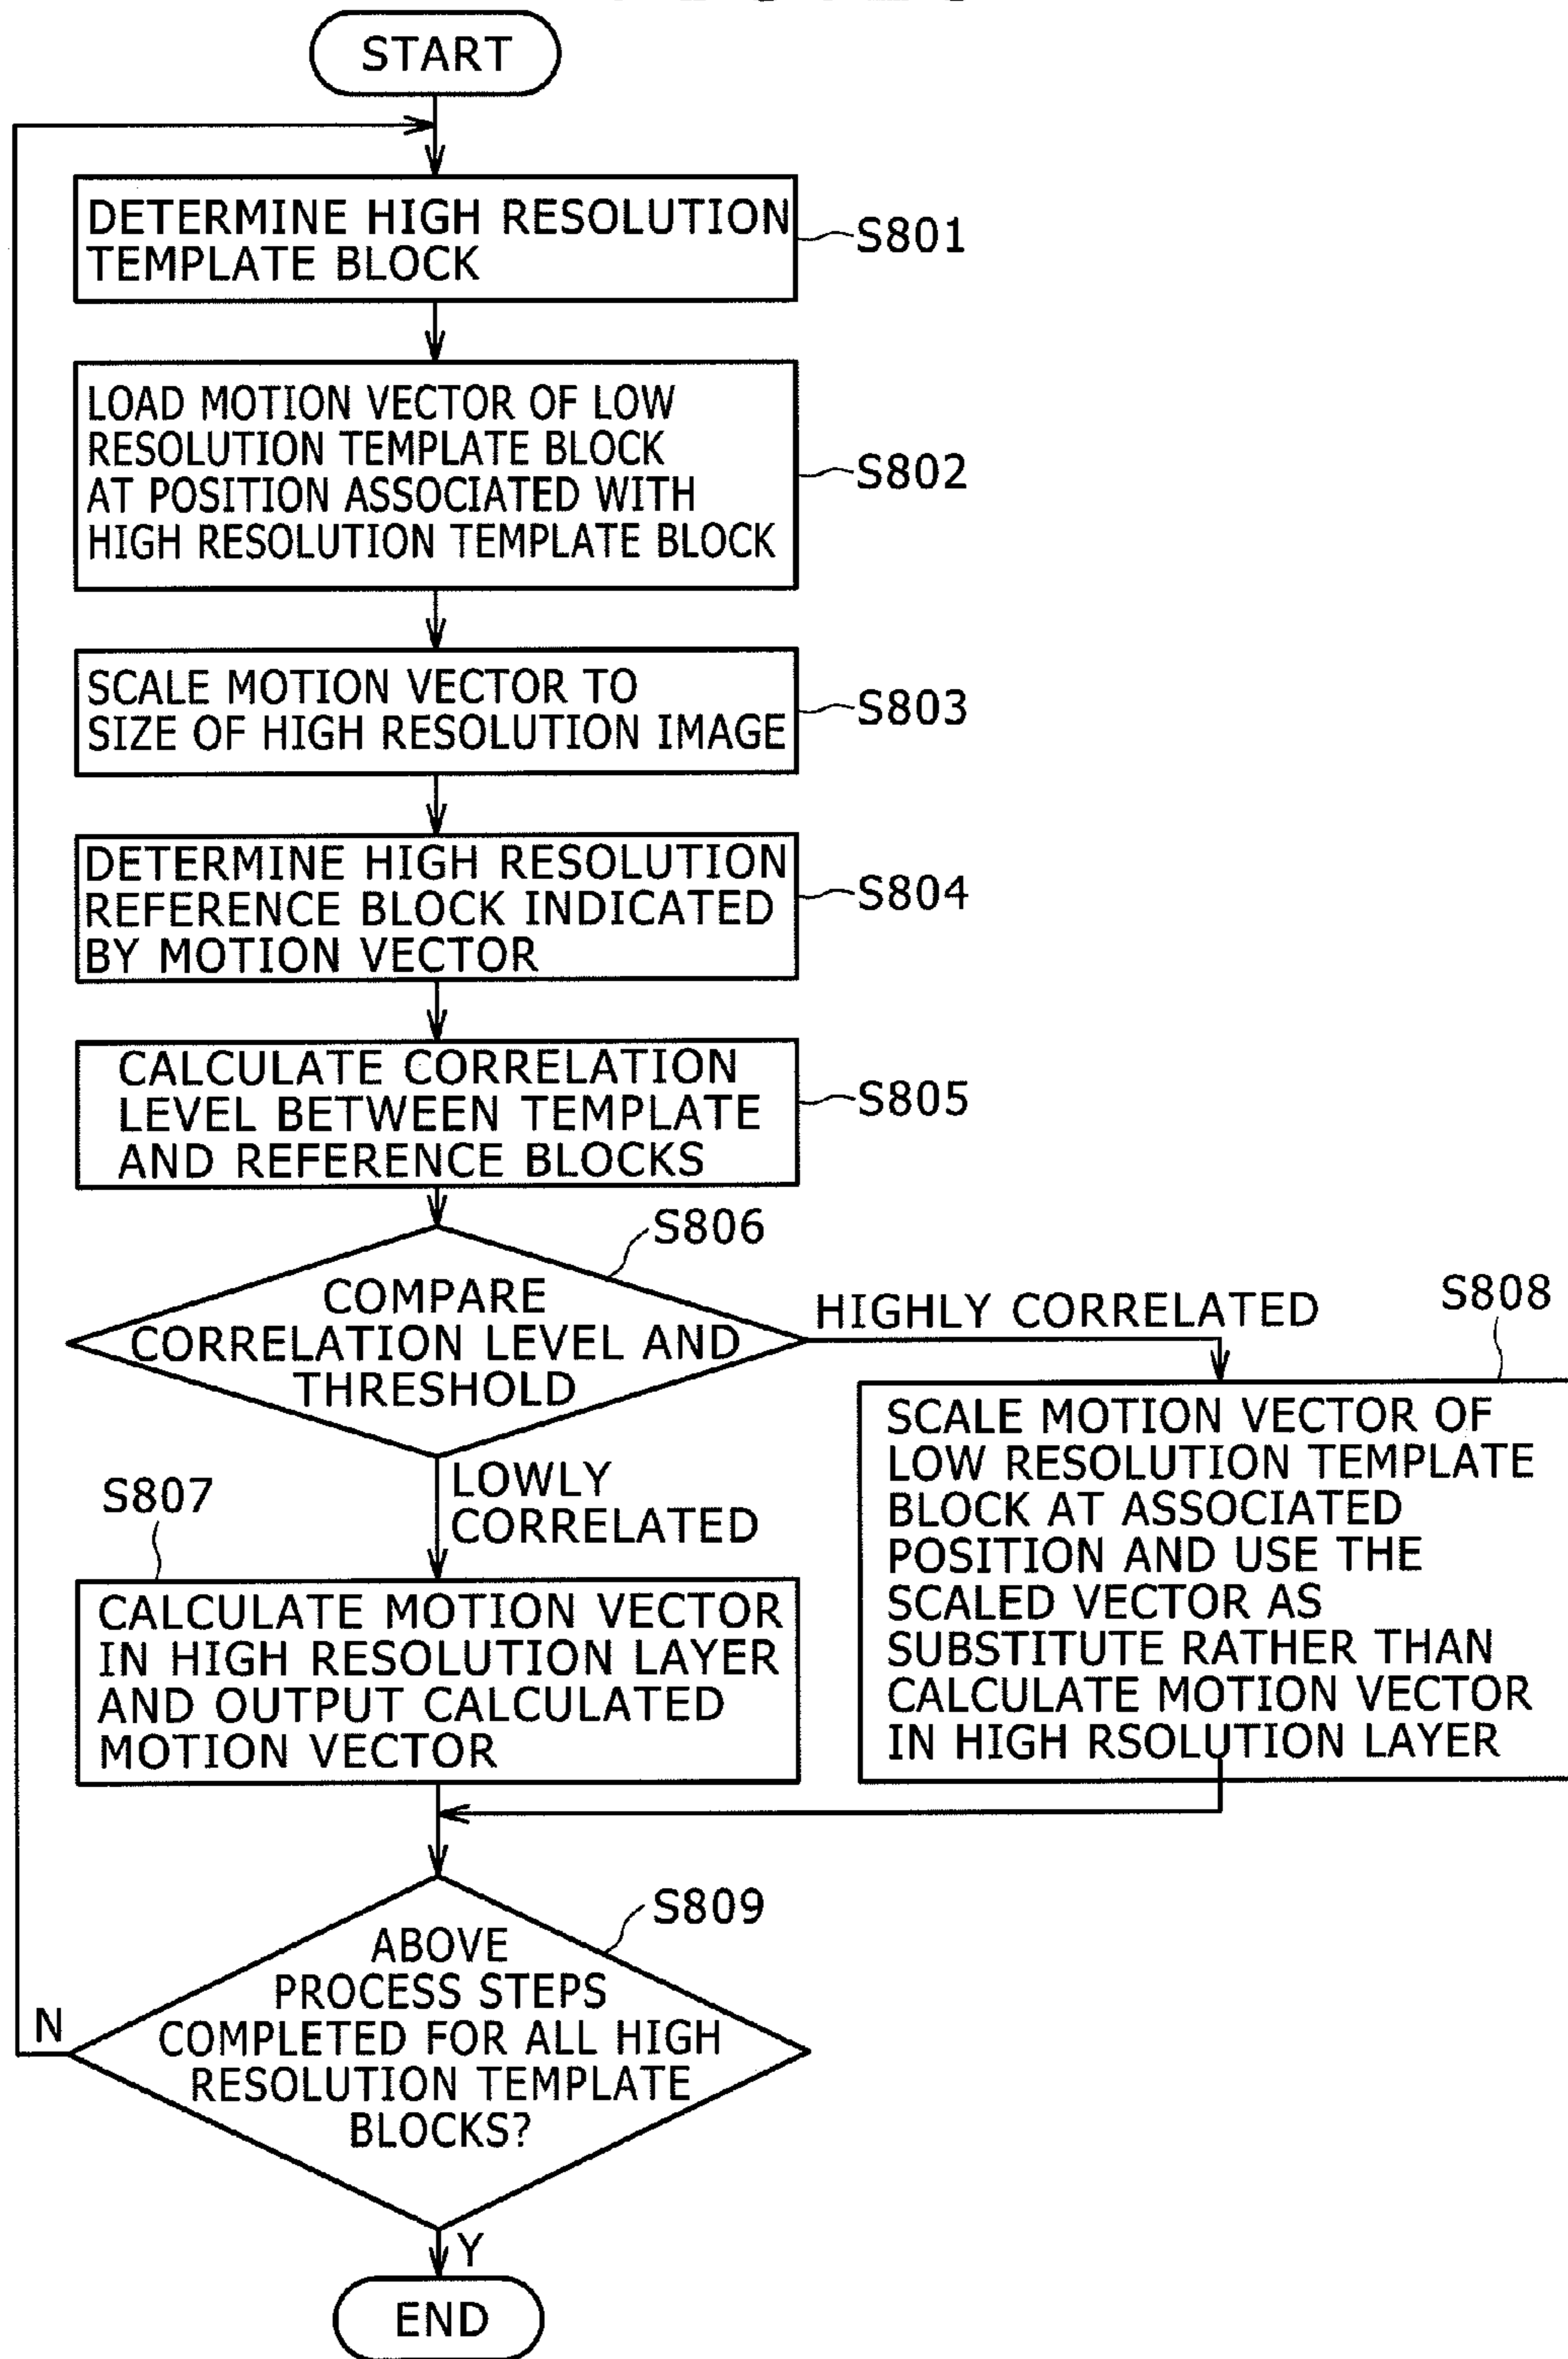 START
DETERMINE HIGH RESOLUTION
TEMPLATE BLOCK
S801
LOAD MOTION VECTOR OF LOW
RESOLUTION TEMPLATE BLOCK
AT POSITION ASSOCIATED WITH
HIGH RESOLUTION TEMPLATE BLOCK
S802
SCALE MOTION VECTOR TO
SIZE OF HIGH RESOLUTION IMAGE
S803
DETERMINE HIGH RESOLUTION
REFERENCE BLOCK INDICATED
BY MOTION VECTOR
S804
CALCULATE CORRELATION
LEVEL BETWEEN TEMPLATE
AND REFERENCE BLOCKS
S805
S806
COMPARE
CORRELATION LEVEL AND
THRESHOLD
HIGHLY CORRELATED
S808
SCALE MOTION VECTOR OF
LOW RESOLUTION TEMPLATE
BLOCK AT ASSOCIATED
POSITION AND USE THE
SCALED VECTOR AS
SUBSTITUTE RATHER THAN
CALCULATE MOTION VECTOR
IN HIGH RSOLUTION LAYER
LOWLY
CORRELATED
S807
CALCULATE MOTION VECTOR
IN HIGH RESOLUTION LAYER
AND OUTPUT CALCULATED
MOTION VECTOR
S809
ABOVE
PROCESS STEPS
COMPLETED FOR ALL HIGH
RESOLUTION TEMPLATE
BLOCKS?
N
Y
END